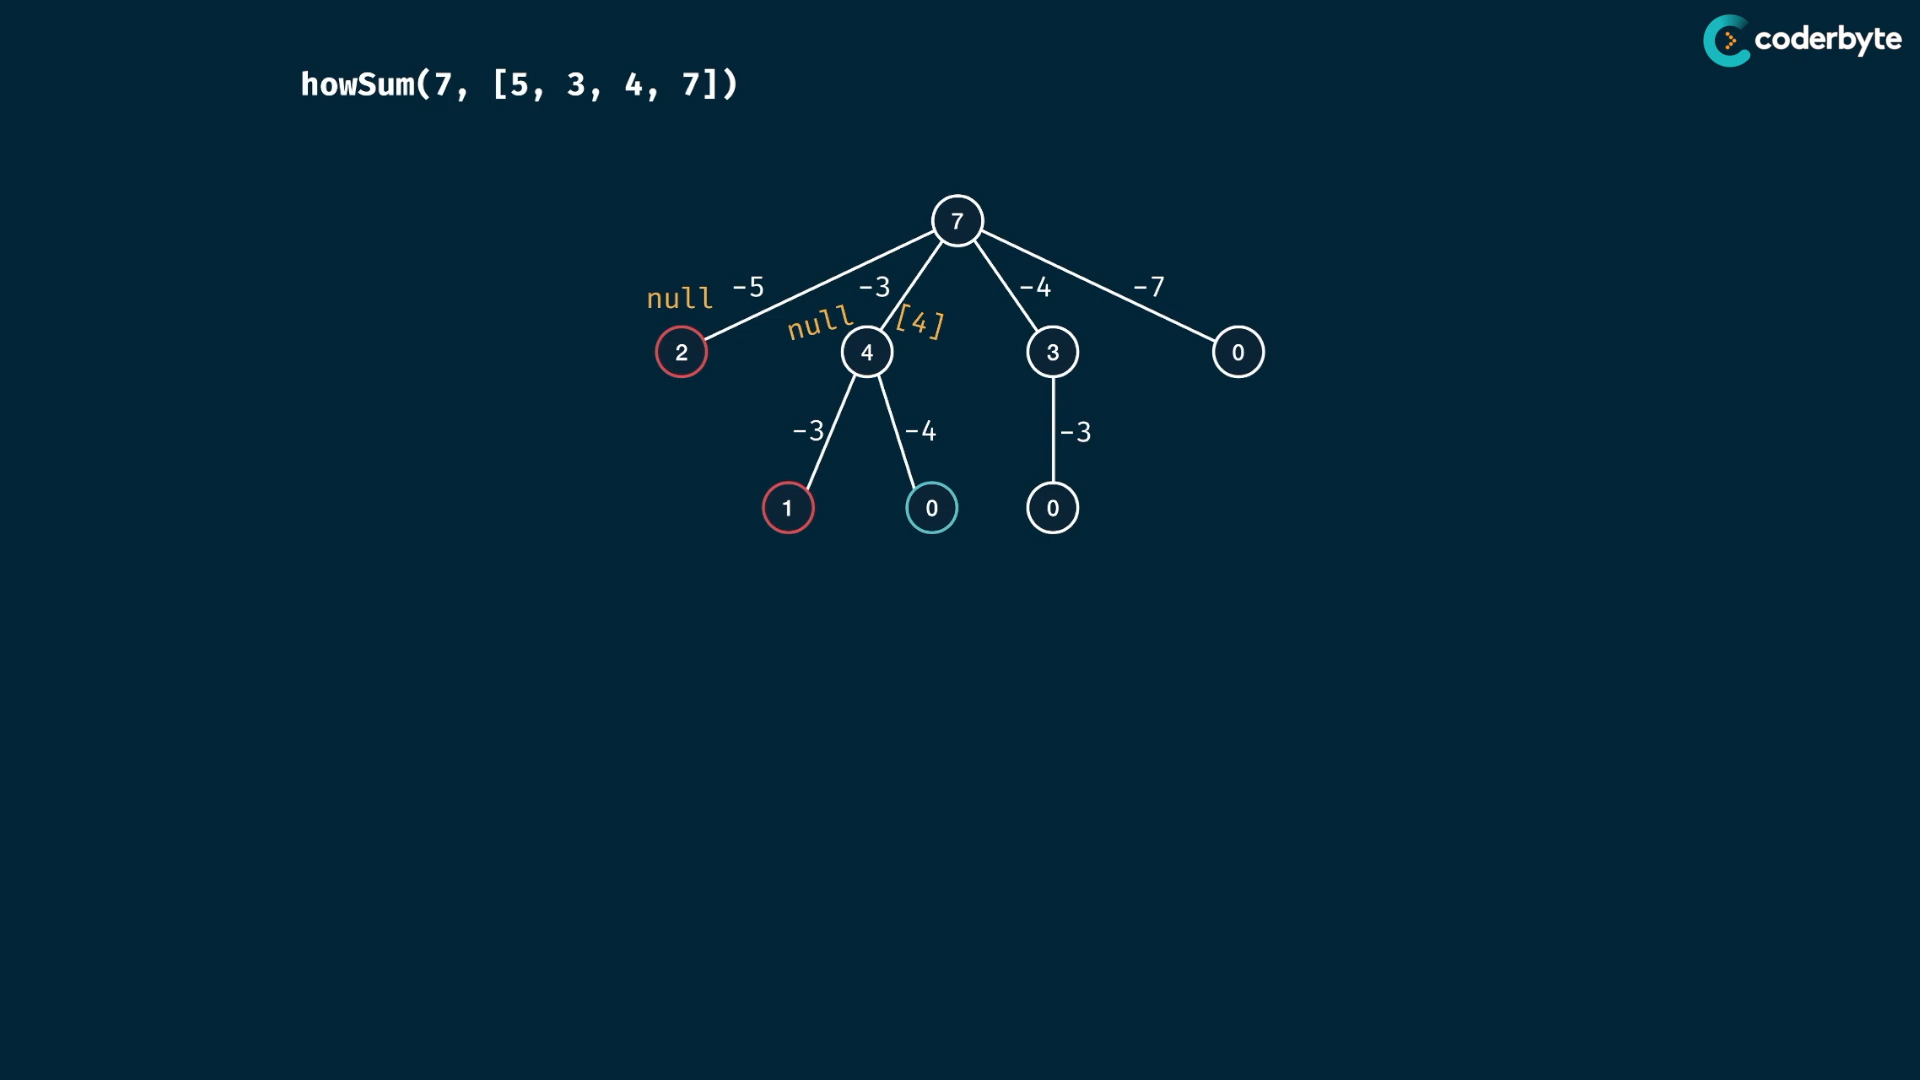 coderbyte
howSum(7, [5, 3, 4, 7])
7
null -5 -3 -4 -7
null [4]
2 4 3 0
-3 -4 -3
1 0 0